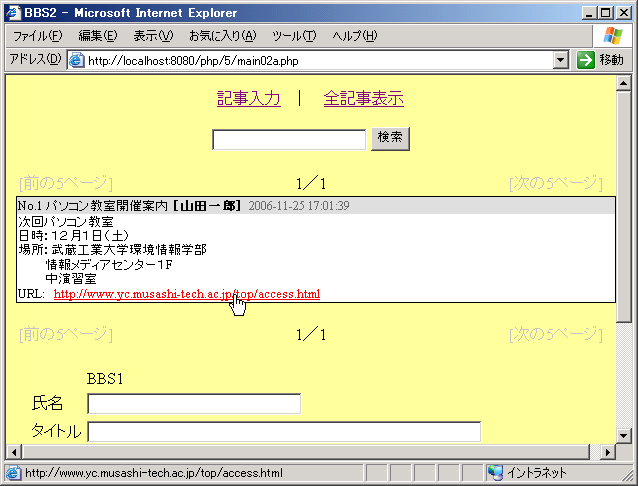 BBS2 - Microsoft Internet Explorer
ファイル(F) 編集(E) 表示(V) お気に入り(A) ツール(T) ヘルプ(H)
アドレス(D) http://localhost:8080/php/5/main02a.php 移動
記事入力 | 全記事表示
検索
[前の5ページ] 1/1 [次の5ページ]
No.1 パソコン教室開催案内 [山田一郎] 2006-11-25 17:01:39
次回パソコン教室
日時:12月1日(土)
場所:武蔵工業大学環境情報学部
情報メディアセンター1F
中演習室
URL: http://www.yc.musashi-tech.ac.jp/top/access.html
[前の5ページ] 1/1 [次の5ページ]
BBS1
氏名
タイトル
http://www.yc.musashi-tech.ac.jp/top/access.html イントラネット